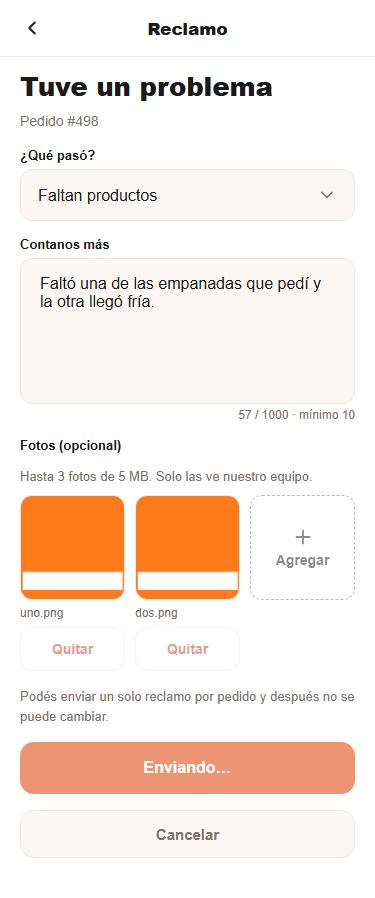 Reclamo
Tuve un problema
Pedido #498
¿Qué pasó?
Faltan productos
Contanos más
Faltó una de las empanadas que pedí y
la otra llegó fría.
57 / 1000 · mínimo 10
Fotos (opcional)
Hasta 3 fotos de 5 MB. Solo las ve nuestro equipo.
Agregar
uno.png
dos.png
Quitar
Quitar
Podés enviar un solo reclamo por pedido y después no se
puede cambiar.
Enviando...
Cancelar